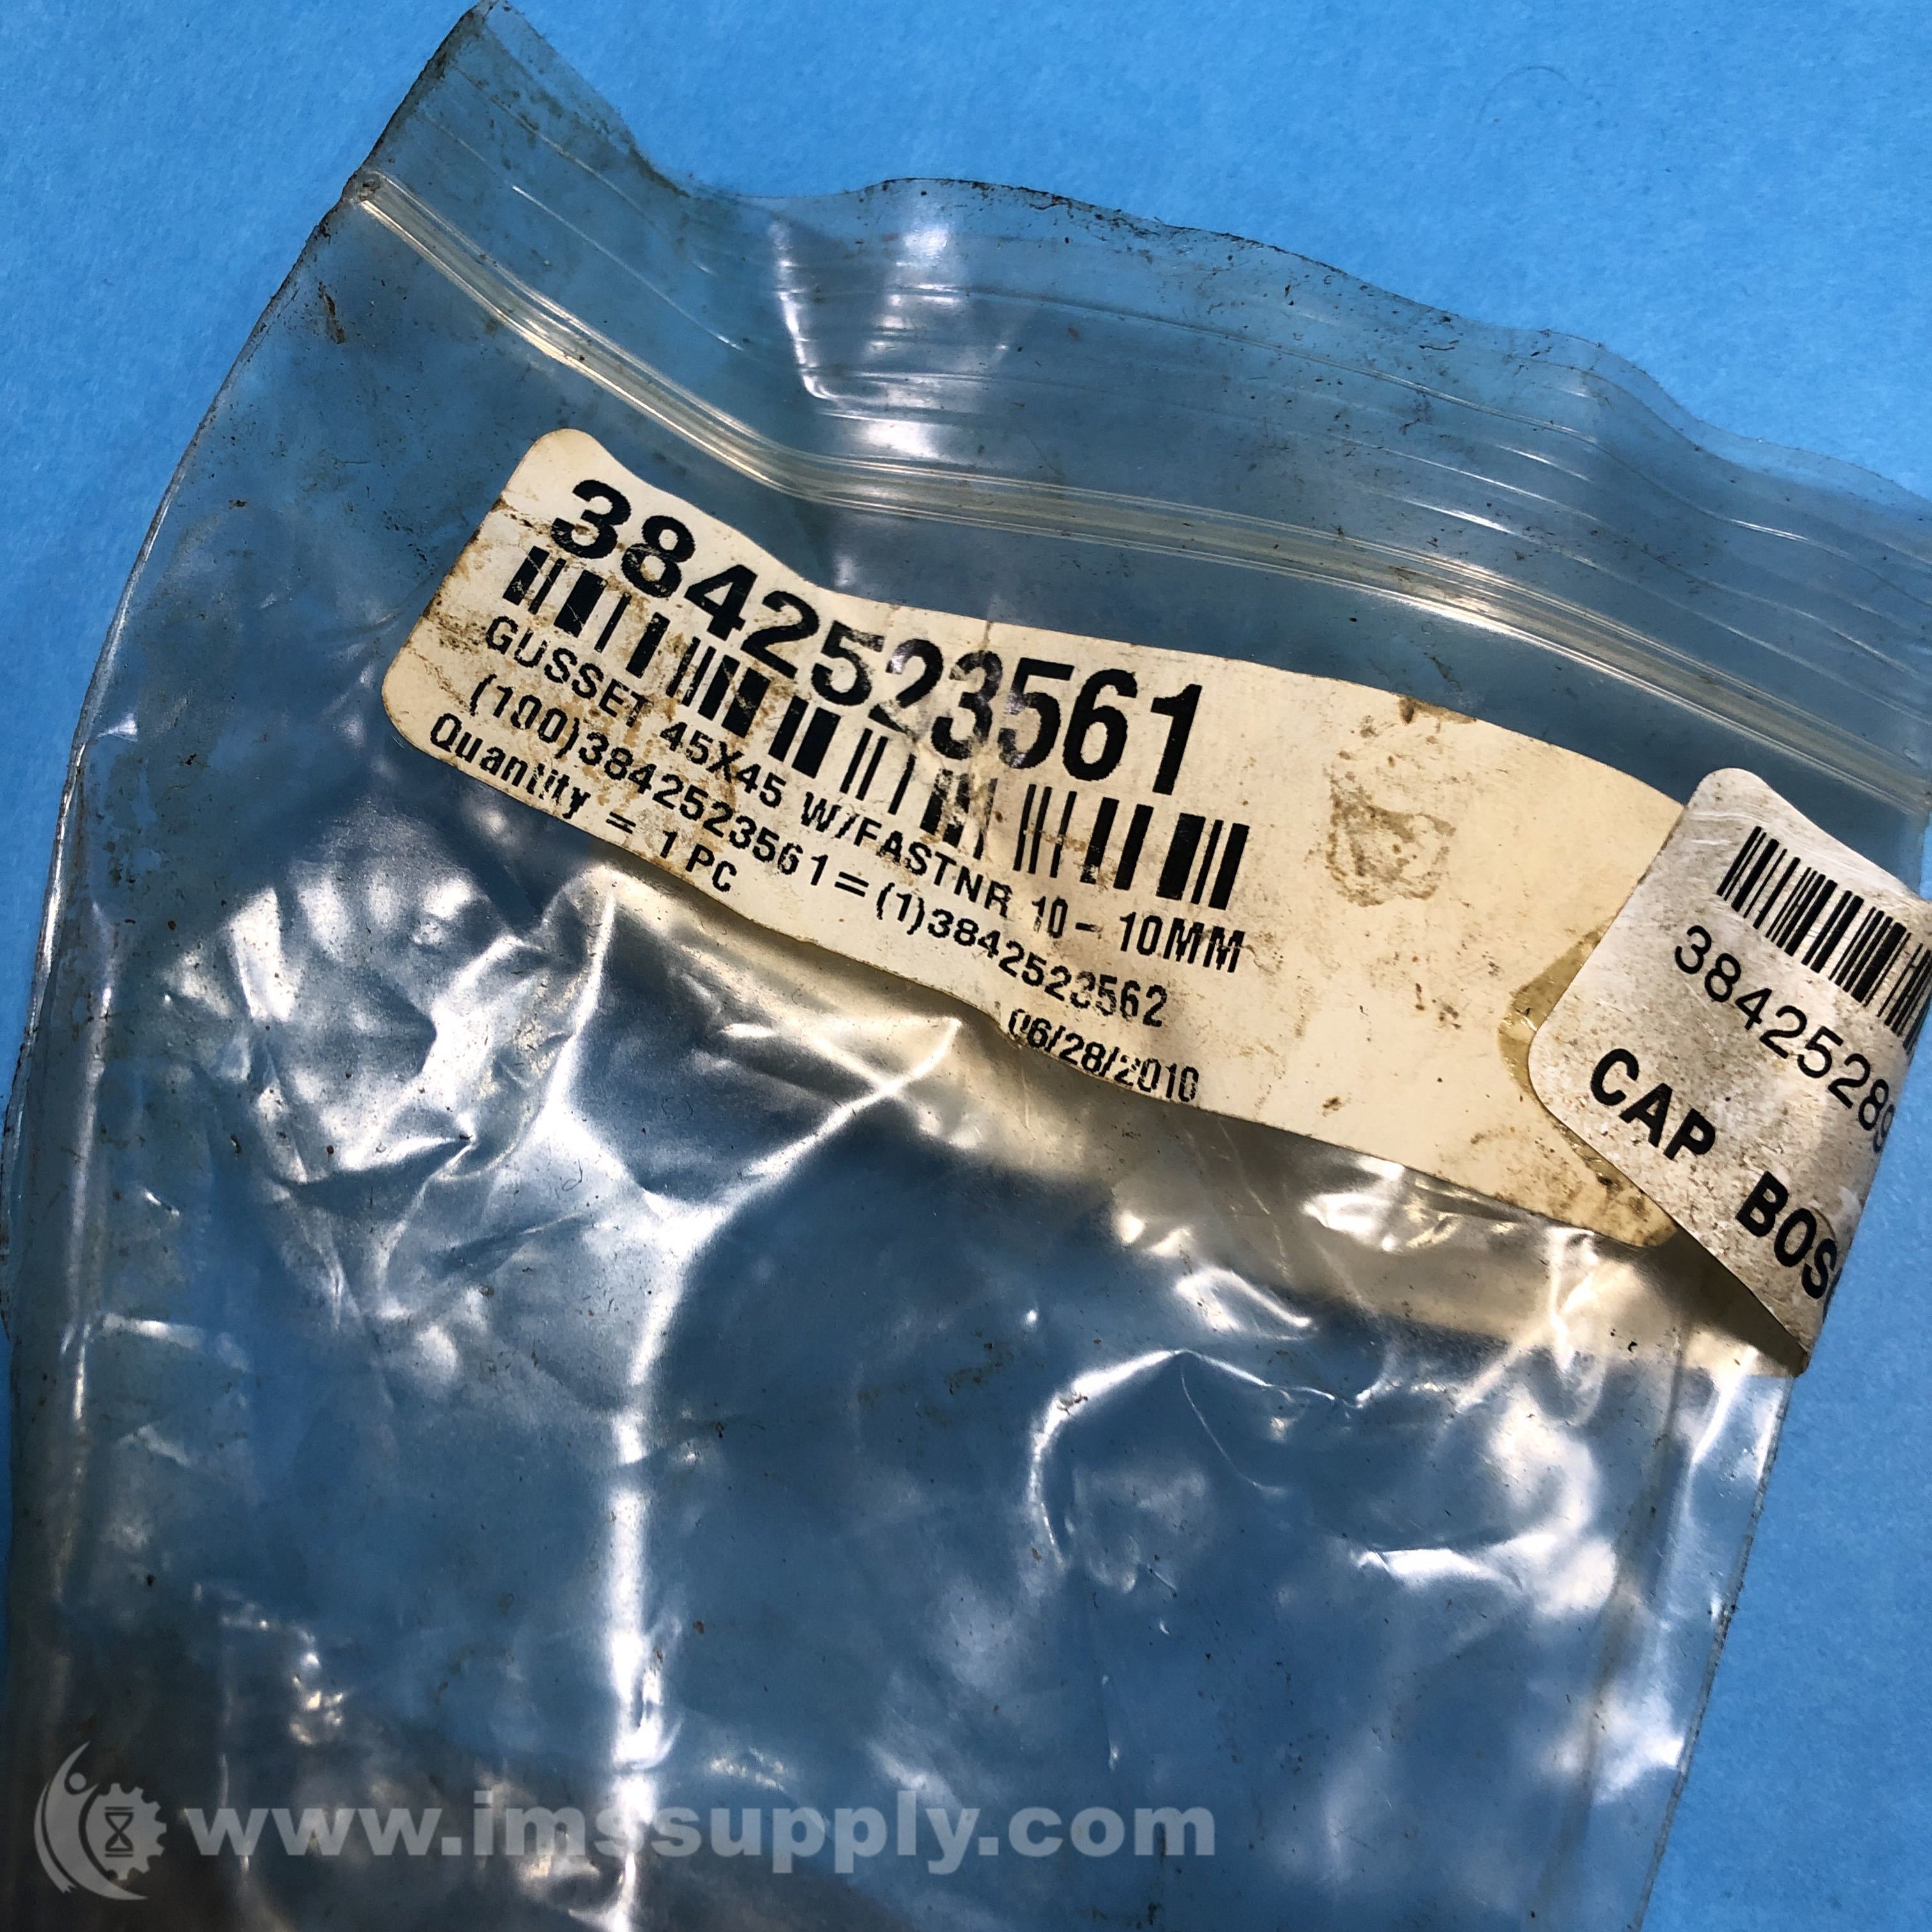 3842523561
GUSSET 45X45 W/FASTNR 10-10MM
(100)3842523561=(1)3842523562
Quantity = 1 PC
06/28/2010
38425289
CAP BOS
www.imssupply.com